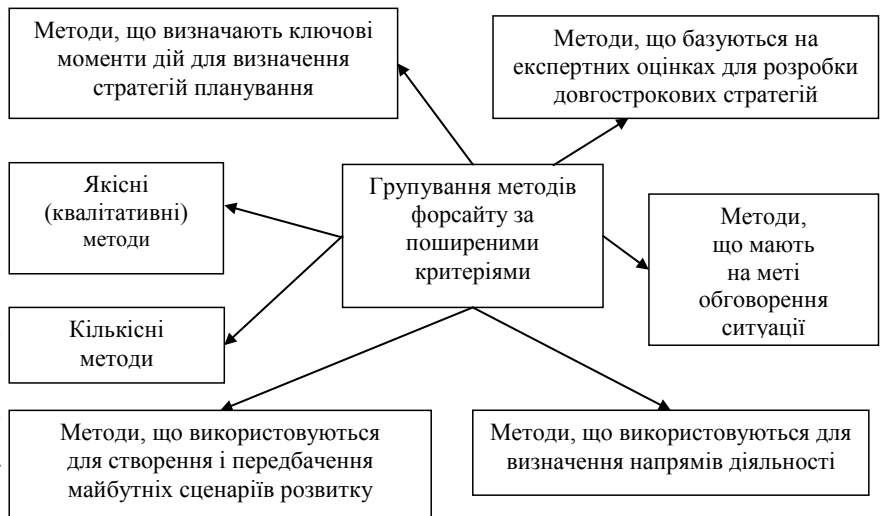 Методи, що визначають ключові
моменти дій для визначення
стратегій планування
Методи, що базуються на
експертних оцінках для розробки
довгострокових стратегій
Якісні
(квалітативні)
методи
Групування методів
форсайту за
поширеними
критеріями
Методи,
що мають
на меті
обговорення
ситуації
Кількісні
методи
Методи, що використовуються
для створення і передбачення
майбутніх сценаріїв розвитку
Методи, що використовуються для
визначення напрямів діяльності